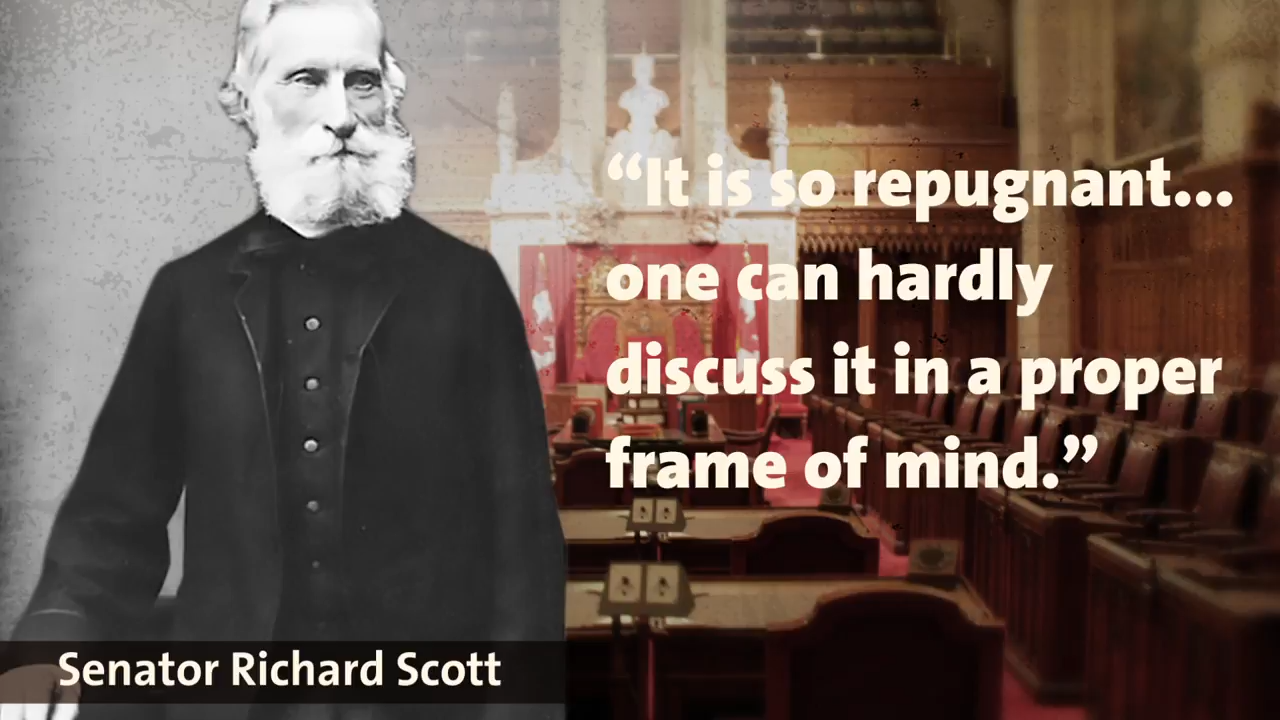 “It is so repugnant...
one can hardly
discuss it in a proper
frame of mind.”
Senator Richard Scott